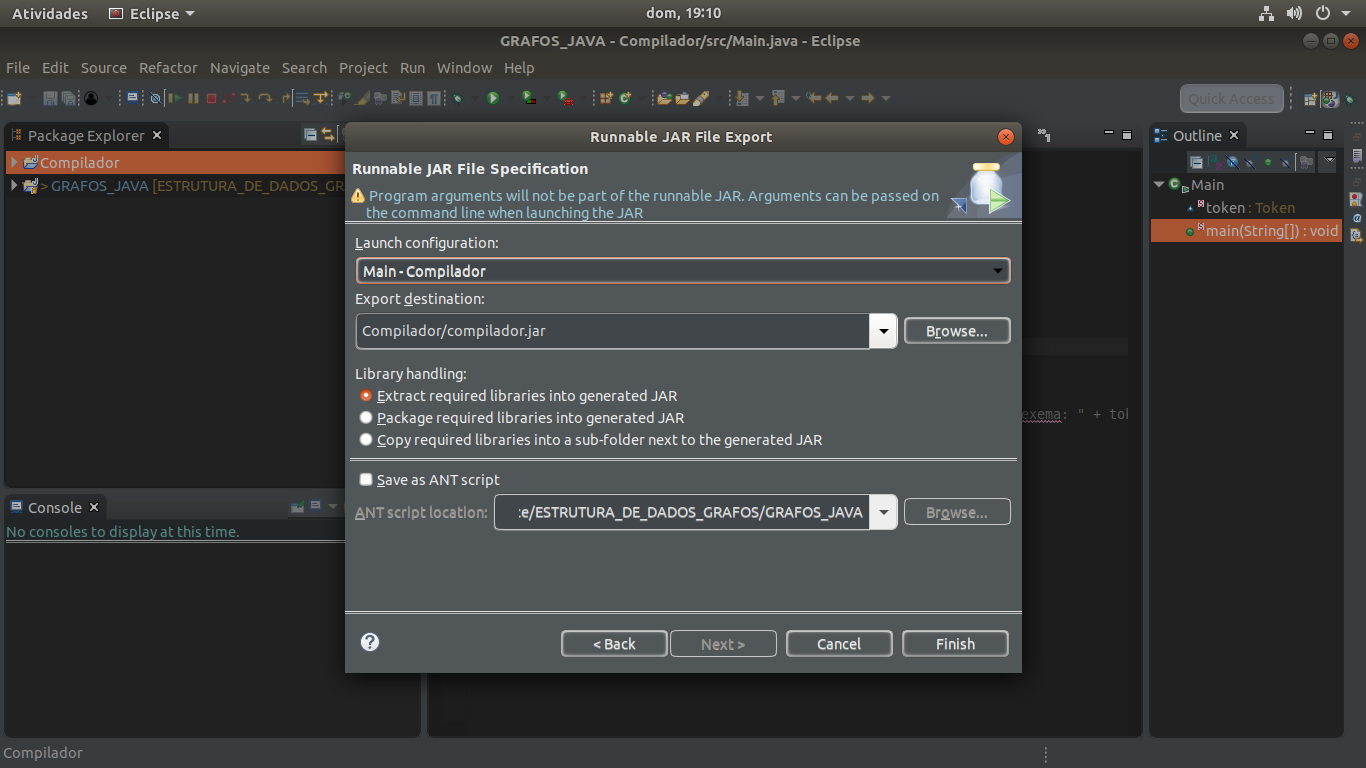 Atividades
Eclipse
dom, 19:10
GRAFOS_JAVA - Compilador/src/Main.java - Eclipse
File Edit Source Refactor Navigate Search Project Run Window Help
Quick Access
Package Explorer
Compilador
> GRAFOS_JAVA [ESTRUTURA_DE_DADOS_GR
Runnable JAR File Export
Runnable JAR File Specification
Program arguments will not be part of the runnable JAR. Arguments can be passed on
the command line when launching the JAR
Launch configuration:
Main - Compilador
Export destination:
Compilador/compilador.jar
Browse...
Library handling:
Extract required libraries into generated JAR
Package required libraries into generated JAR
Copy required libraries into a sub-folder next to the generated JAR
Save as ANT script
ANT script location:
:e/ESTRUTURA_DE_DADOS_GRAFOS/GRAFOS_JAVA
Browse...
< Back
Next >
Cancel
Finish
exema: " + tok
Outline
Main
token : Token
main(String[]) : void
Console
No consoles to display at this time.
Compilador